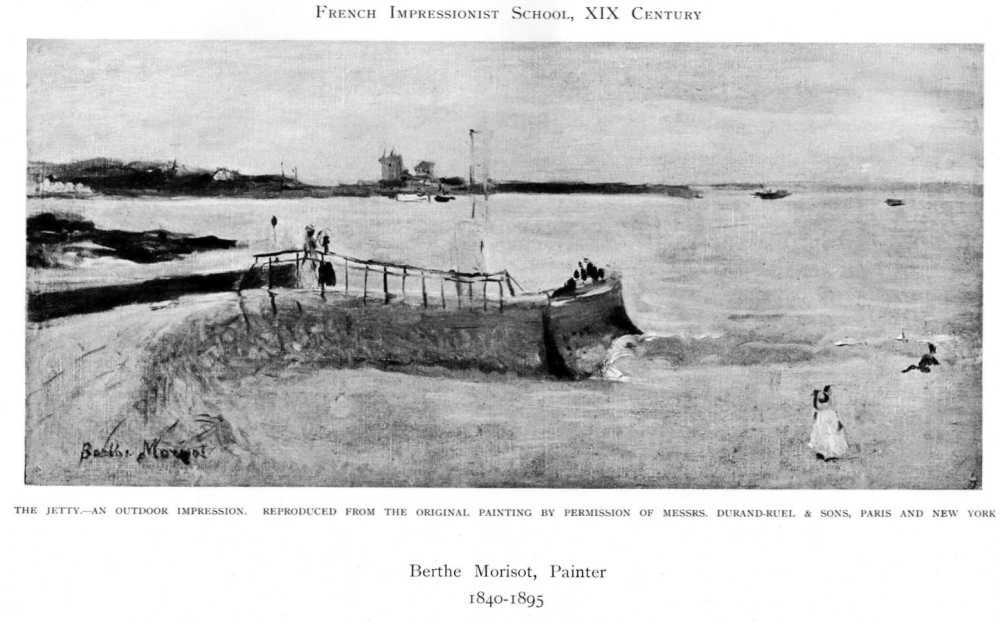 FRENCH IMPRESSIONIST SCHOOL, XIX CENTURY
Berthe Morisot
THE JETTY.—AN OUTDOOR IMPRESSION. REPRODUCED FROM THE ORIGINAL PAINTING BY PERMISSION OF MESSRS. DURAND-RUEL & SONS, PARIS AND NEW YORK
Berthe Morisot, Painter
1840-1895